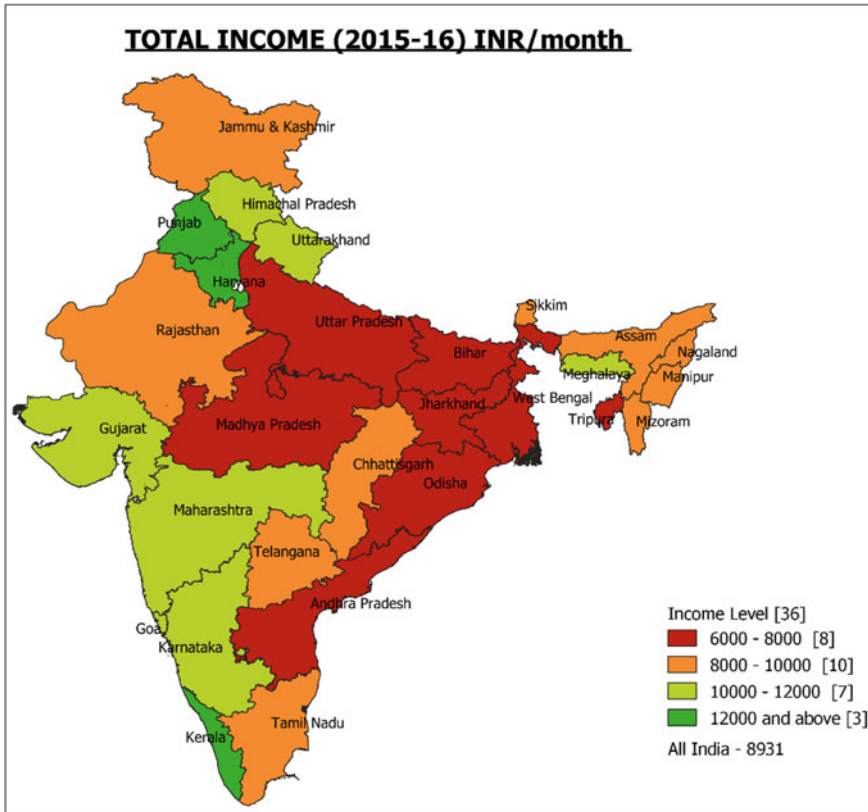 TOTAL INCOME (2015-16) INR/month
Jammu & Kashmir
Himachal Pradesh
Punjab
Uttarakhand
Haryana
Sikkim
Rajasthan
Uttar Pradesh
Assam
Bihar
Nagaland
Meghalaya
Manipur
Jharkhand
West Bengal
Gujarat
Madhya Pradesh
Tripura
Mizoram
Chhattisgarh
Odisha
Maharashtra
Telangana
Andhra Pradesh
Goa
Karnataka
Tamil Nadu
Kerala
Income Level [36]
6000 - 8000 [8]
8000 - 10000 [10]
10000 - 12000 [7]
12000 and above [3]
All India - 8931